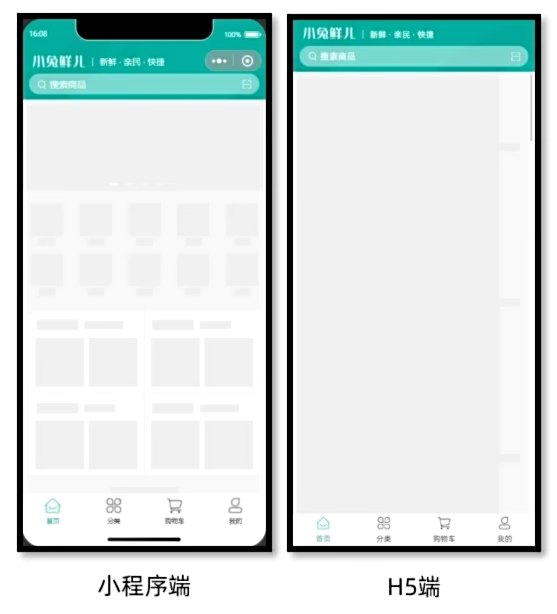 16:08
100%
小兔鲜儿 | 新鲜·亲民·快捷
搜索商品
首页 分类 购物车 我的
小程序端
小兔鲜儿 | 新鲜·亲民·快捷
搜索商品
首页 分类 购物车 我的
H5端